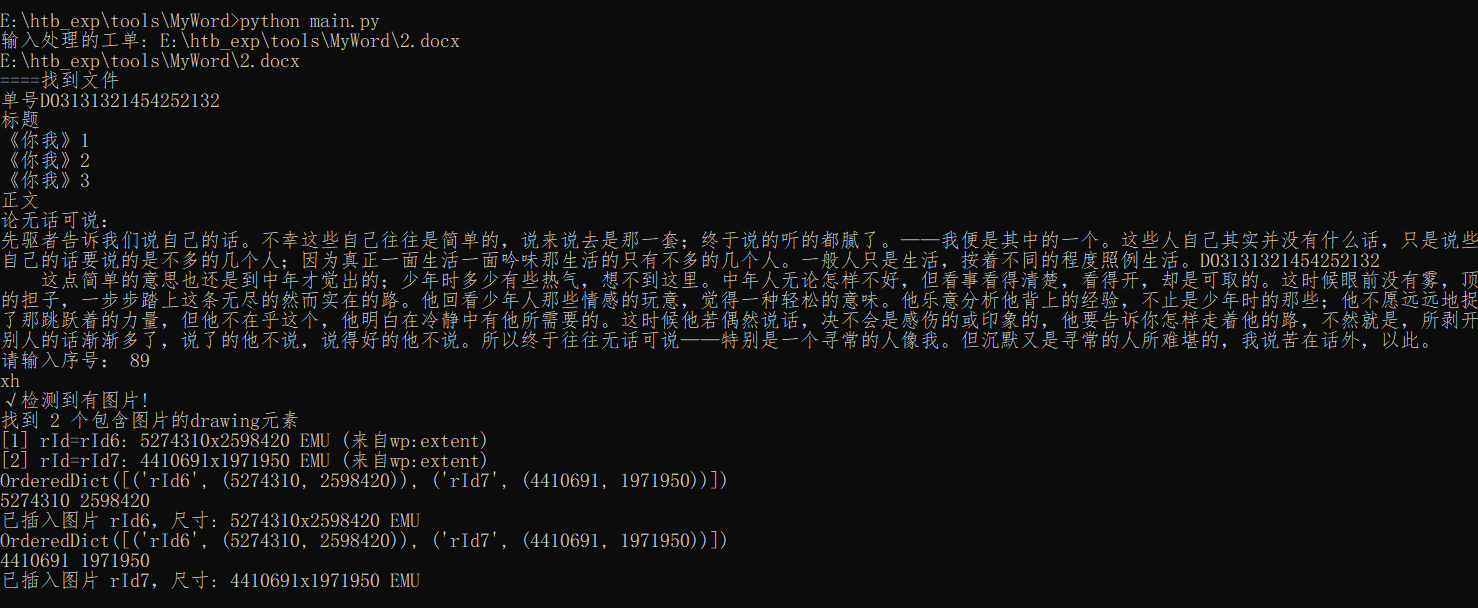 E:\htb_exp\tools\MyWord>python main.py
输入处理的工单：E:\htb_exp\tools\MyWord\2.docx
E:\htb_exp\tools\MyWord\2.docx
====找到文件
单号DO3131321454252132
标题
《你我》1
《你我》2
《你我》3
正文
论无话可说：
先驱者告诉我们说自己的话。不幸这些自己往往是简单的，说来说去是那一套；终于说的听的都腻了。——我便是其中的一个。这些人自己其实并没有什么话，只是说些
自己的话要说的是不多的几个人；因为真正一面生活一面吟味那生活的只有不多的几个人。一般人只是生活，按着不同的程度照例生活。DO3131321454252132
这点简单的意思也还是到中年才觉出的；少年时多少有些热气，想不到这里。中年人无论怎样不好，但看事看得清楚，看得开，却是可取的。这时候眼前没有雾，顶
的担子，一步步踏上这条无尽的然而实在的路。他回看少年人那些情感的玩意，觉得一种轻松的意味。他乐意分析他背上的经验，不止是少年时的那些；他不愿远远地捉
了那跳跃着的力量，但他不在乎这个，他明白在冷静中有他所需要的。这时候他若偶然说话，决不会是感伤的或印象的，他要告诉你怎样走着他的路，不然就是，所剥开
别人的话渐渐多了，说了的他不说，说得好的他不说。所以终于往往无话可说——特别是一个寻常的人像我。但沉默又是寻常的人所难堪的，我说苦在话外，以此。
请输入序号： 89
xh
√检测到有图片!
找到 2 个包含图片的drawing元素
[1] rId=rId6: 5274310x2598420 EMU (来自wp:extent)
[2] rId=rId7: 4410691x1971950 EMU (来自wp:extent)
OrderedDict([('rId6', (5274310, 2598420)), ('rId7', (4410691, 1971950))])
5274310 2598420
已插入图片 rId6，尺寸: 5274310x2598420 EMU
OrderedDict([('rId6', (5274310, 2598420)), ('rId7', (4410691, 1971950))])
4410691 1971950
已插入图片 rId7，尺寸: 4410691x1971950 EMU